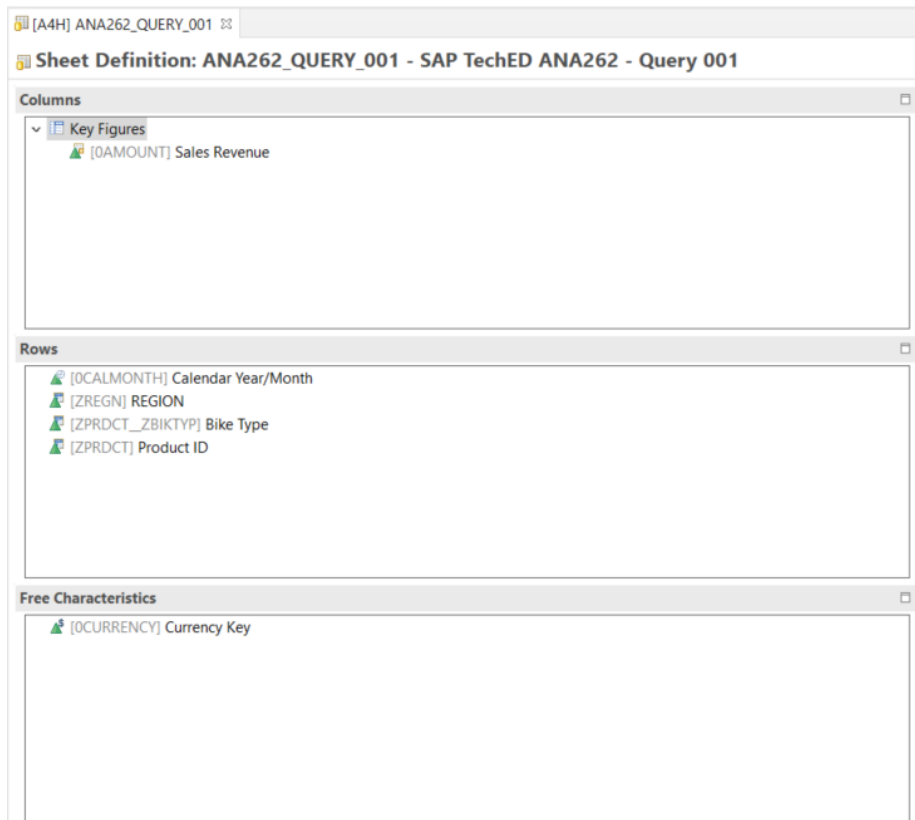 [A4H] ANA262_QUERY_001
Sheet Definition: ANA262_QUERY_001 - SAP TechED ANA262 - Query 001
Columns
Key Figures
[0AMOUNT] Sales Revenue
Rows
[0CALMONTH] Calendar Year/Month
[ZREGN] REGION
[ZPRDCT__ZBIKTYP] Bike Type
[ZPRDCT] Product ID
Free Characteristics
[0CURRENCY] Currency Key